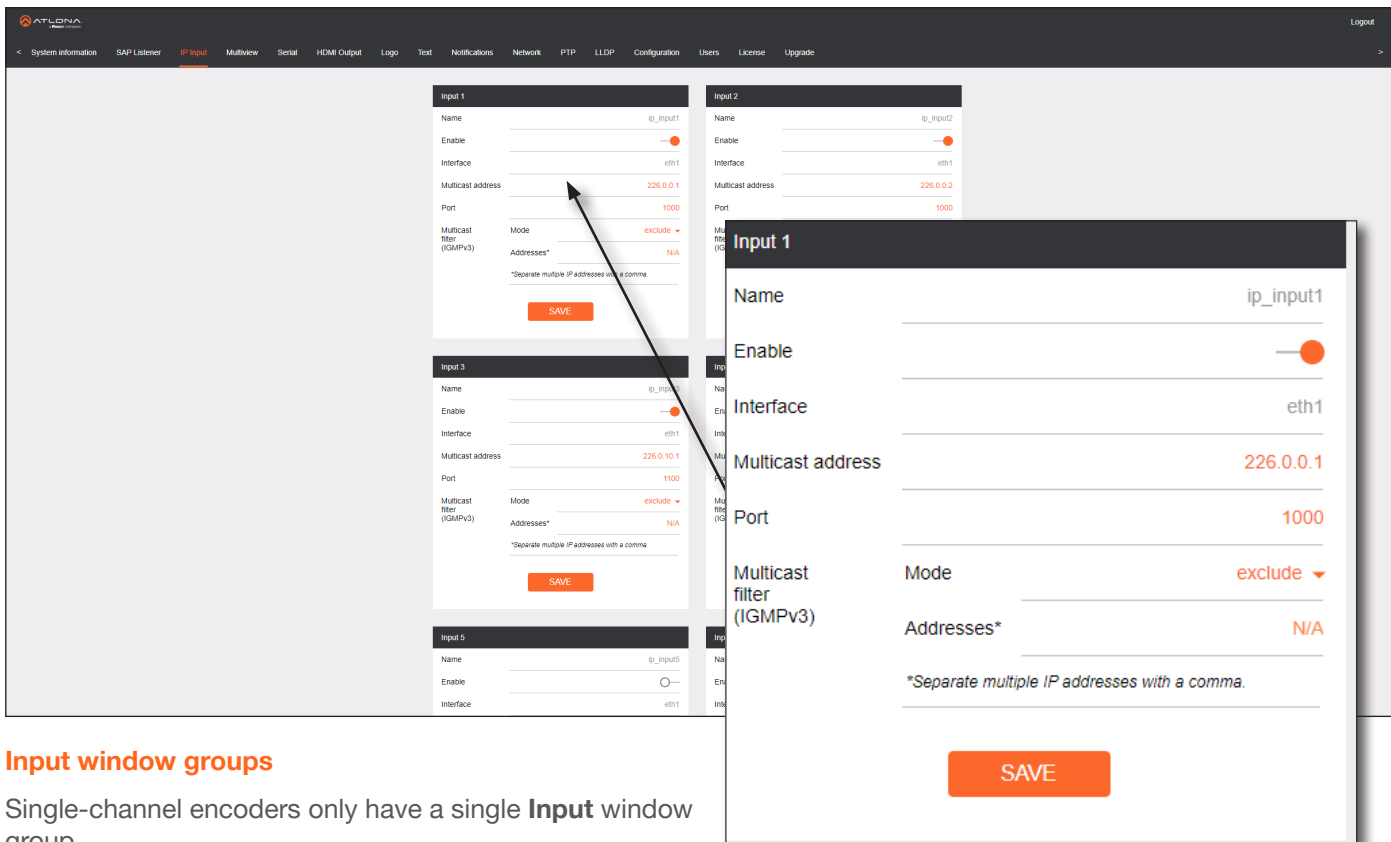 ATLONA
Logout
< System information SAP Listener IP Input Multiview Serial HDMI Output Logo Text Notifications Network PTP LLDP Configuration Users License Upgrade >
Input 1
Name ip_input1
Enable
Interface eth1
Multicast address 226.0.0.1
Port 1000
Multicast filter (IGMPv3) Mode exclude
Addresses* N/A
*Separate multiple IP addresses with a comma.
SAVE
Input 2
Name ip_input2
Enable
Interface eth1
Multicast address 226.0.0.2
Port 1000
Input 3
Name ip_input3
Enable
Interface eth1
Multicast address 226.0.10.1
Port 1100
Multicast filter (IGMPv3) Mode exclude
Addresses* N/A
*Separate multiple IP addresses with a comma.
SAVE
Input 5
Name ip_input5
Enable
Interface eth1
Input 1
Name ip_input1
Enable
Interface eth1
Multicast address 226.0.0.1
Port 1000
Multicast
filter
(IGMPv3)
Mode exclude
Addresses* N/A
*Separate multiple IP addresses with a comma.
SAVE
Input window groups
Single-channel encoders only have a single Input window